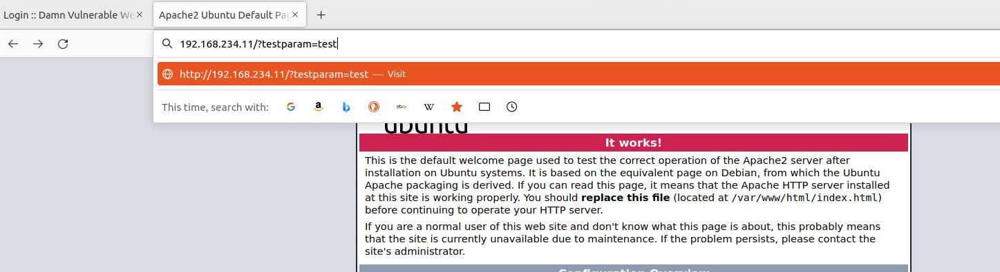 Login :: Damn Vulnerable We
Apache2 Ubuntu Default Pag
192.168.234.11/?testparam=test
http://192.168.234.11/?testparam=test — Visit
This time, search with:
ubuntu
It works!
This is the default welcome page used to test the correct operation of the Apache2 server after
installation on Ubuntu systems. It is based on the equivalent page on Debian, from which the Ubuntu
Apache packaging is derived. If you can read this page, it means that the Apache HTTP server installed
at this site is working properly. You should replace this file (located at /var/www/html/index.html)
before continuing to operate your HTTP server.
If you are a normal user of this web site and don't know what this page is about, this probably means
that the site is currently unavailable due to maintenance. If the problem persists, please contact the
site's administrator.
Configuration Overview